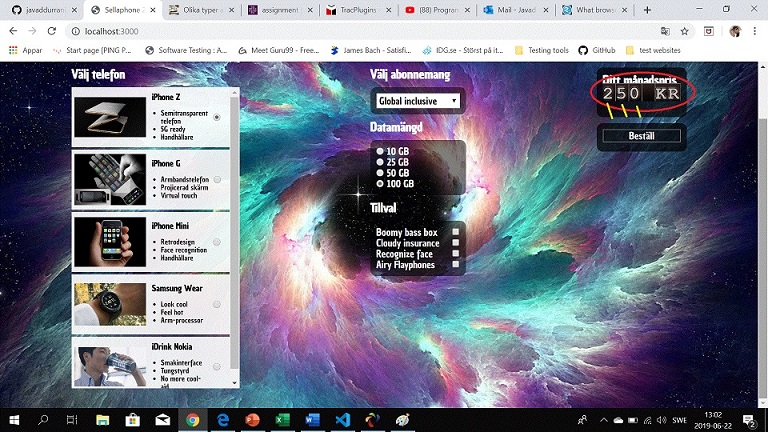 javaddurran
Sellaphone
Olika typer a
assignment
TracPlugins
(88) Program
Mail - Javad
What brows
localhost:3000
Appar
Start page [PING P...
Software Testing : A...
Meet Guru99 - Free...
James Bach - Satisfi...
IDG.se - Störst på it...
Testing tools
GitHub
test websites
Välj telefon
iPhone Z
Semitransparent telefon
5G ready
Handhållare
iPhone G
Armbandstelefon
Projicerad skärm
Virtual touch
iPhone Mini
Retrodesign
Face recognition
Handhållare
Samsung Wear
Look cool
Feel hot
Arm-processor
iDrink Nokia
Smakinterface
Tungstyrd
No more cool-aid
Välj abonnemang
Global inclusive
Datamängd
10 GB
25 GB
50 GB
100 GB
Tillval
Boomy bass box
Cloudy insurance
Recognize face
Airy Flayphones
Ditt månadspris
250 KR
Beställ
SWE
13:02
2019-06-22